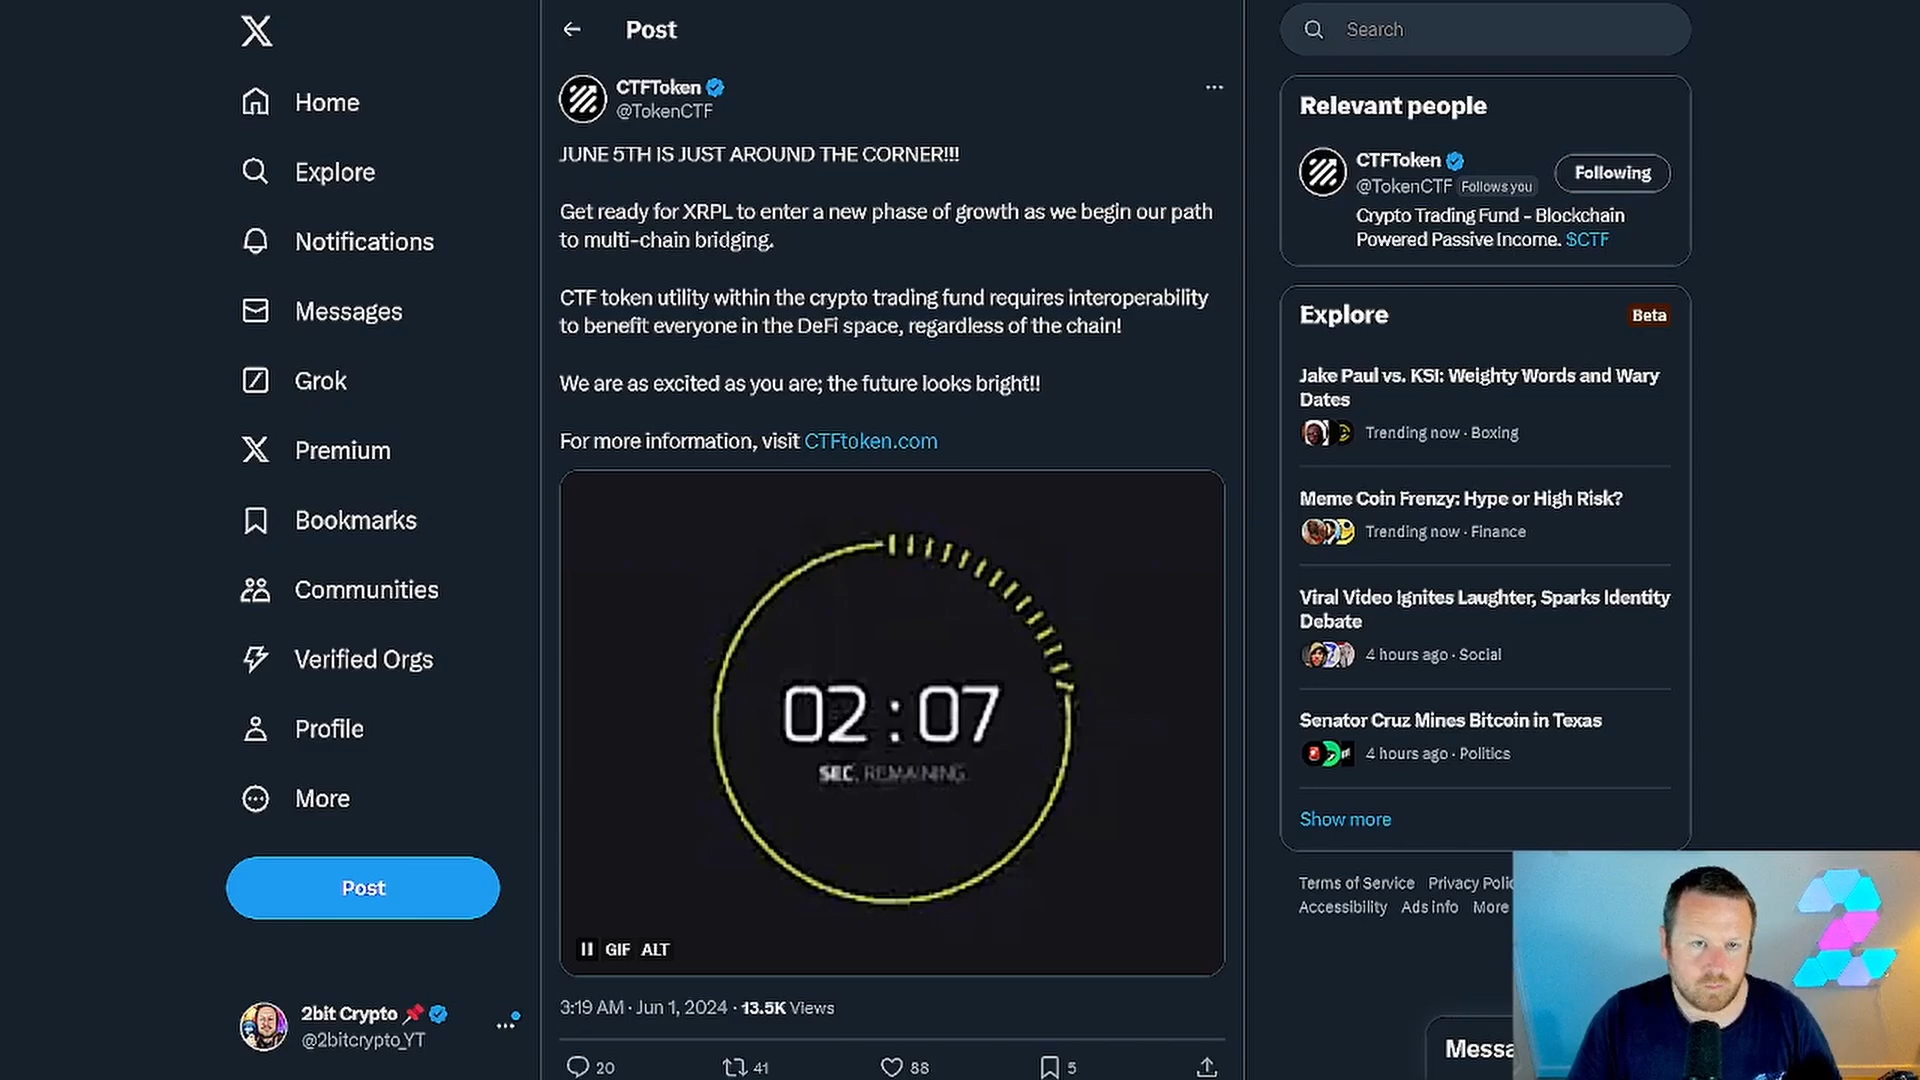 Home
Explore
Notifications
Messages
Grok
Premium
Bookmarks
Communities
Verified Orgs
Profile
More
Post
2bit Crypto
@2bitcrypto_YT
Post
CTFToken
@TokenCTF
JUNE 5TH IS JUST AROUND THE CORNER!!!
Get ready for XRPL to enter a new phase of growth as we begin our path
to multi-chain bridging.
CTF token utility within the crypto trading fund requires interoperability
to benefit everyone in the DeFi space, regardless of the chain!
We are as excited as you are; the future looks bright!!
For more information, visit CTFtoken.com
02:07
SEC. REMAINING
GIF ALT
3:19 AM · Jun 1, 2024 · 13.5K Views
20 41 88 5
Search
Relevant people
CTFToken
@TokenCTF Follows you
Following
Crypto Trading Fund - Blockchain
Powered Passive Income. $CTF
Explore
Beta
Jake Paul vs. KSI: Weighty Words and Wary
Dates
Trending now · Boxing
Meme Coin Frenzy: Hype or High Risk?
Trending now · Finance
Viral Video Ignites Laughter, Sparks Identity
Debate
4 hours ago · Social
Senator Cruz Mines Bitcoin in Texas
4 hours ago · Politics
Show more
Terms of Service Privacy Polic
Accessibility Ads info More
Messa